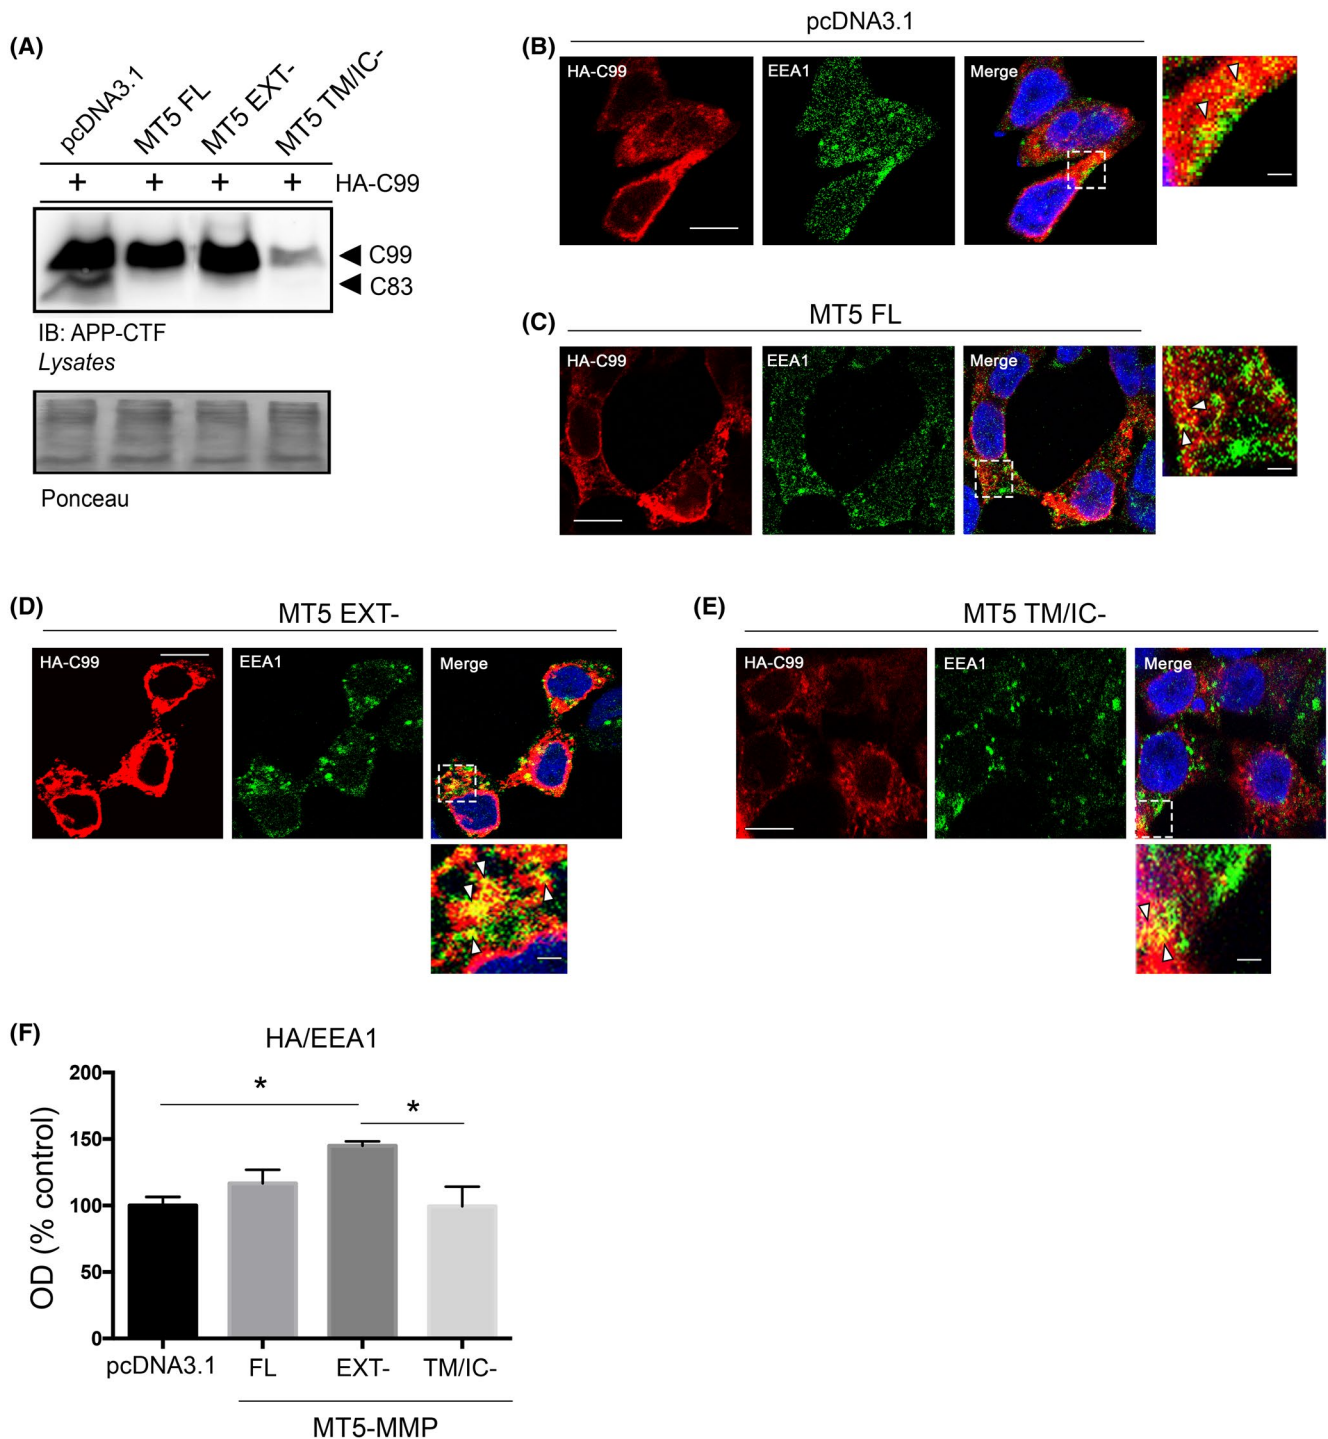 (A)
pcDNA3.1
MT5 FL
MT5 EXT-
MT5 TM/IC-
+ + + + HA-C99
C99
C83
IB: APP-CTF
Lysates
Ponceau
(B)
pcDNA3.1
HA-C99 EEA1 Merge
(C)
MT5 FL
HA-C99 EEA1 Merge
(D)
MT5 EXT-
HA-C99 EEA1 Merge
(E)
MT5 TM/IC-
HA-C99 EEA1 Merge
(F)
HA/EEA1
OD (% control)
200
150
100
50
0
* *
pcDNA3.1 FL EXT- TM/IC-
MT5-MMP